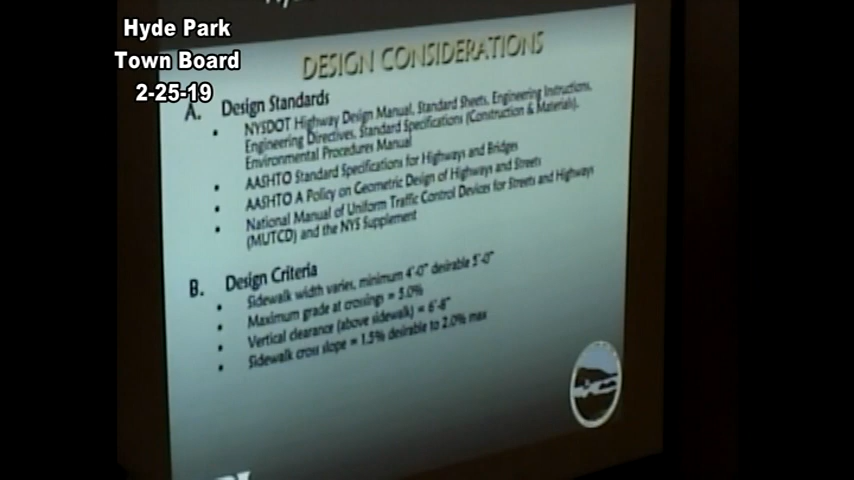 Hyde Park
Town Board
2-25-19
DESIGN CONSIDERATIONS
A. Design Standards
• NYSDOT Highway Design Manual, Standard Sheets, Engineering Instructions,
Engineering Directives, Standard Specifications (Construction & Materials),
Environmental Procedures Manual
• AASHTO Standard Specifications for Highways and Bridges
• AASHTO A Policy on Geometric Design of Highways and Streets
• National Manual of Uniform Traffic Control Devices for Streets and Highways
(MUTCD) and the NYS Supplement
B. Design Criteria
• Sidewalk width varies, minimum 4'-0" desirable 5'-0"
• Maximum grade at crossings = 5.0%
• Vertical clearance (above sidewalk) = 6'-8"
• Sidewalk cross slope = 1.5% desirable to 2.0% max